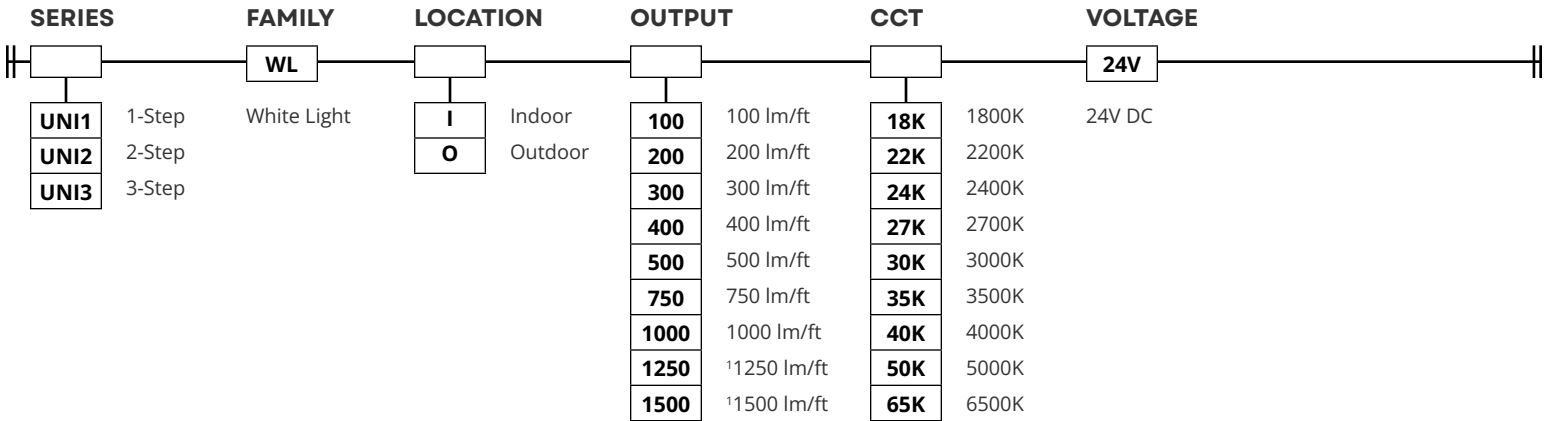 SERIES FAMILY LOCATION OUTPUT CCT VOLTAGE
WL 24V
UNI1 1-Step White Light I Indoor 100 100 lm/ft 18K 1800K 24V DC
UNI2 2-Step O Outdoor 200 200 lm/ft 22K 2200K
UNI3 3-Step 300 300 lm/ft 24K 2400K
400 400 lm/ft 27K 2700K
500 500 lm/ft 30K 3000K
750 750 lm/ft 35K 3500K
1000 1000 lm/ft 40K 4000K
1250 ¹1250 lm/ft 50K 5000K
1500 ¹1500 lm/ft 65K 6500K